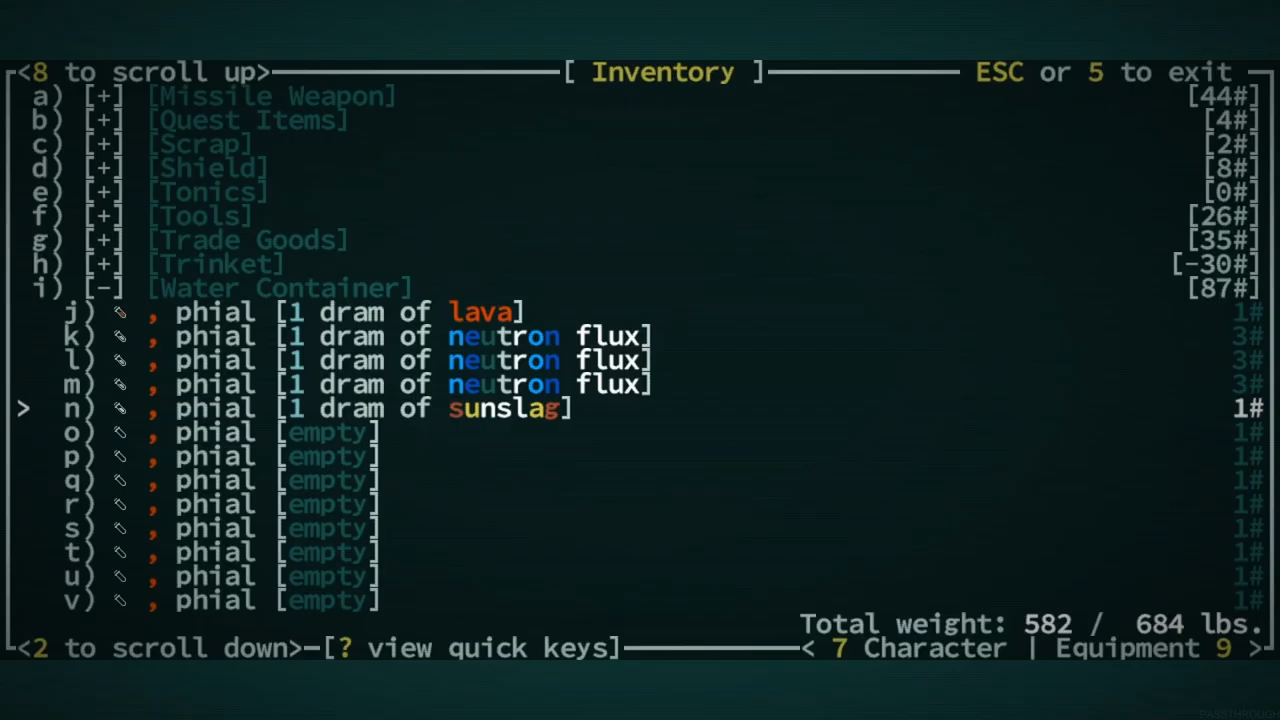 <8 to scroll up> [ Inventory ] ESC or 5 to exit
a) [+] [Missile Weapon] [44#]
b) [+] [Quest Items] [4#]
c) [+] [Scrap] [2#]
d) [+] [Shield] [8#]
e) [+] [Tonics] [0#]
f) [+] [Tools] [26#]
g) [+] [Trade Goods] [35#]
h) [+] [Trinket] [-30#]
i) [-] [Water Container] [87#]
j) , phial [1 dram of lava] 1#
k) , phial [1 dram of neutron flux] 3#
l) , phial [1 dram of neutron flux] 3#
m) , phial [1 dram of neutron flux] 3#
> n) , phial [1 dram of sunslag] 1#
o) , phial [empty] 1#
p) , phial [empty] 1#
q) , phial [empty] 1#
r) , phial [empty] 1#
s) , phial [empty] 1#
t) , phial [empty] 1#
u) , phial [empty] 1#
v) , phial [empty] 1#
Total weight: 582 / 684 lbs.
<2 to scroll down> [? view quick keys] < 7 Character | Equipment 9 >